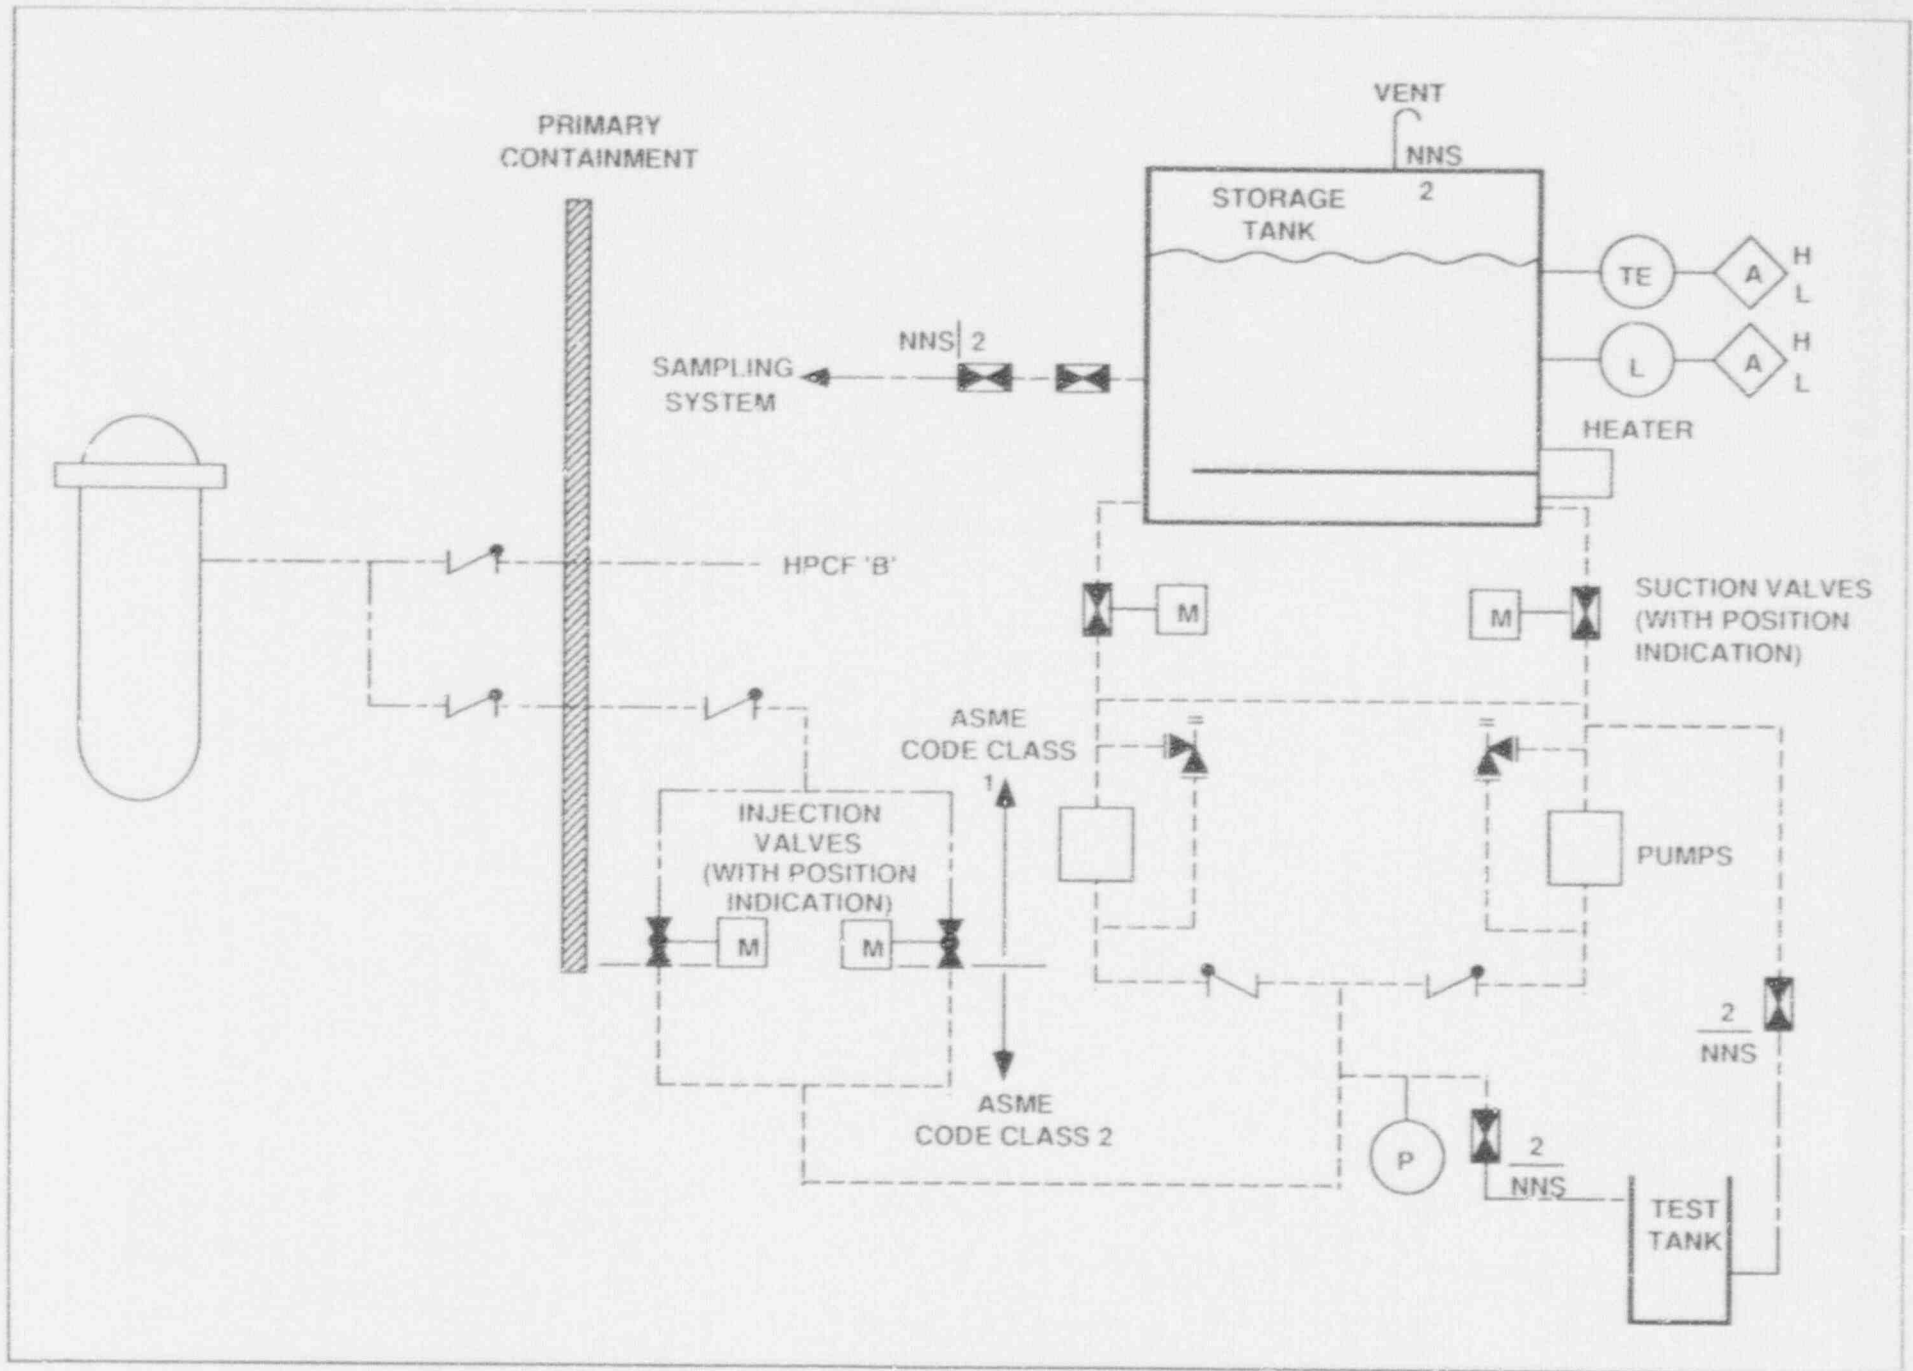 VENT
PRIMARY
CONTAINMENT
NNS
2
STORAGE
TANK
TE
A
H
L
NNS 2
L
A
H
L
SAMPLING
SYSTEM
HEATER
HPCF 'B'
M
M
SUCTION VALVES
(WITH POSITION
INDICATION)
ASME
CODE CLASS
1
INJECTION
VALVES
(WITH POSITION
INDICATION)
PUMPS
M
M
2
NNS
ASME
CODE CLASS 2
P
2
NNS
TEST
TANK